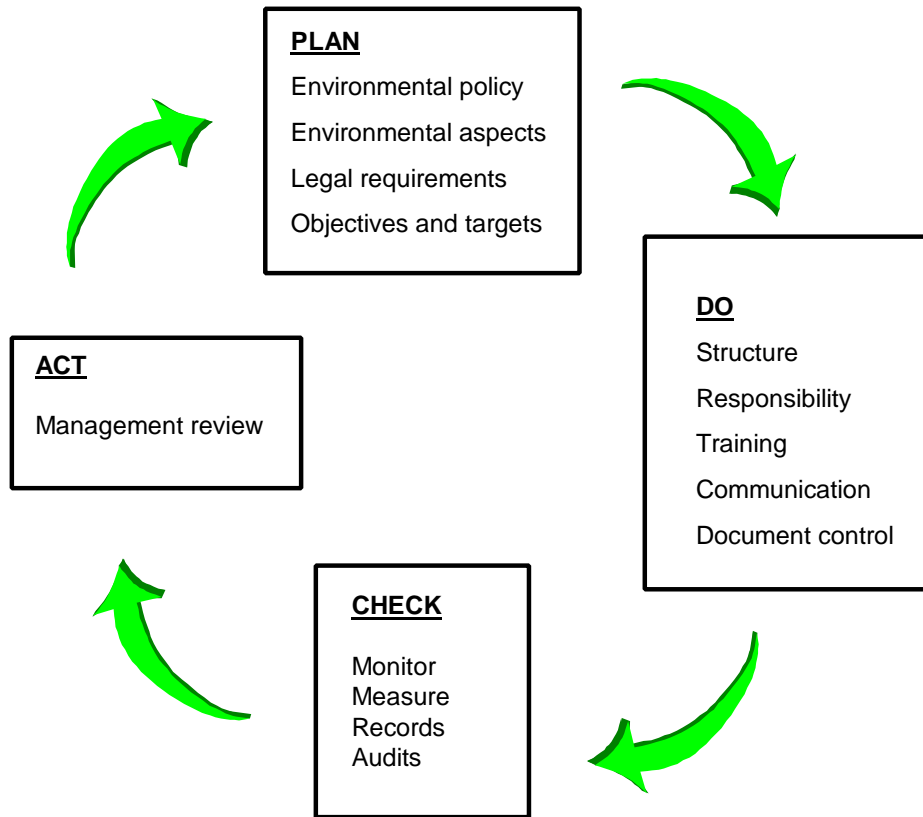 PLAN
Environmental policy
Environmental aspects
Legal requirements
Objectives and targets
DO
Structure
Responsibility
Training
Communication
Document control
CHECK
Monitor
Measure
Records
Audits
ACT
Management review